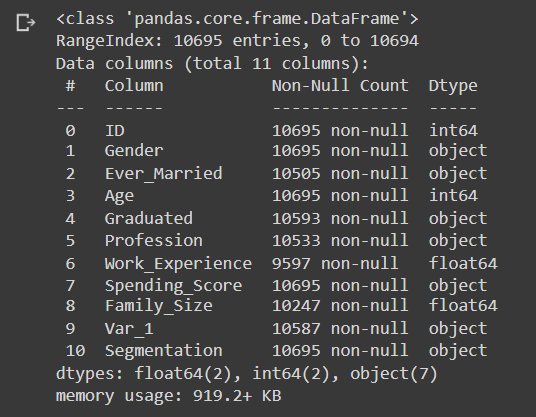 <class 'pandas.core.frame.DataFrame'>
RangeIndex: 10695 entries, 0 to 10694
Data columns (total 11 columns):
 #   Column           Non-Null Count  Dtype
---  ------           --------------  -----
 0   ID               10695 non-null  int64
 1   Gender           10695 non-null  object
 2   Ever_Married     10505 non-null  object
 3   Age              10695 non-null  int64
 4   Graduated        10593 non-null  object
 5   Profession       10533 non-null  object
 6   Work_Experience  9597 non-null   float64
 7   Spending_Score   10695 non-null  object
 8   Family_Size      10247 non-null  float64
 9   Var_1            10587 non-null  object
 10  Segmentation     10695 non-null  object
dtypes: float64(2), int64(2), object(7)
memory usage: 919.2+ KB